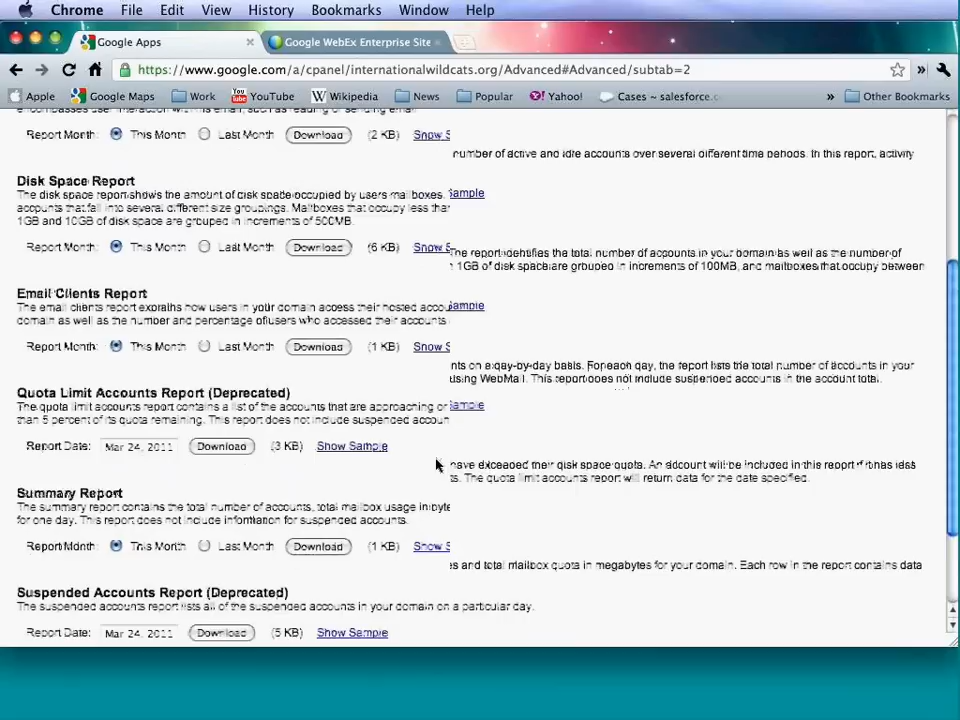 Chrome File Edit View History Bookmarks Window Help
Google Apps
Google WebEx Enterprise Site
https://www.google.com/a/cpanel/internationalwildcats.org/Advanced#Advanced/subtab=2
Apple Google Maps Work YouTube Wikipedia News Popular Yahoo! Cases ~ salesforce.c » Other Bookmarks
Report Month: This Month Last Month Download (2 KB) Show S
number of active and idle accounts over several different time periods. In this report, activity
Disk Space Report
The disk space report shows the amount of disk space occupied by users mailboxes.
Sample
accounts that fall into several different size groupings. Mailboxes that occupy less than
1GB and 10GB of disk space are grouped in increments of 500MB.
Report Month: This Month Last Month Download (6 KB) Show S
The report identifies the total number of accounts in your domain as well as the number of
1GB of disk space are grouped in increments of 100MB, and mailboxes that occupy between
Email Clients Report
The email clients report explains how users in your domain access their hosted accou
Sample
domain as well as the number and percentage of users who accessed their accounts
Report Month: This Month Last Month Download (1 KB) Show S
nts on a day-by-day basis. For each day, the report lists the total number of accounts in your
using WebMail. This report does not include suspended accounts in the account total.
Quota Limit Accounts Report (Deprecated)
The quota limit accounts report contains a list of the accounts that are approaching or
Sample
than 5 percent of its quota remaining. This report does not include suspended accoun
Report Date: Mar 24, 2011 Download (3 KB) Show Sample
have exceeded their disk space quota. An account will be included in this report if it has less
ts. The quota limit accounts report will return data for the date specified.
Summary Report
The summary report contains the total number of accounts, total mailbox usage in byte
for one day. This report does not include information for suspended accounts.
Report Month: This Month Last Month Download (1 KB) Show S
es and total mailbox quota in megabytes for your domain. Each row in the report contains data
Suspended Accounts Report (Deprecated)
The suspended accounts report lists all of the suspended accounts in your domain on a particular day.
Report Date: Mar 24, 2011 Download (5 KB) Show Sample